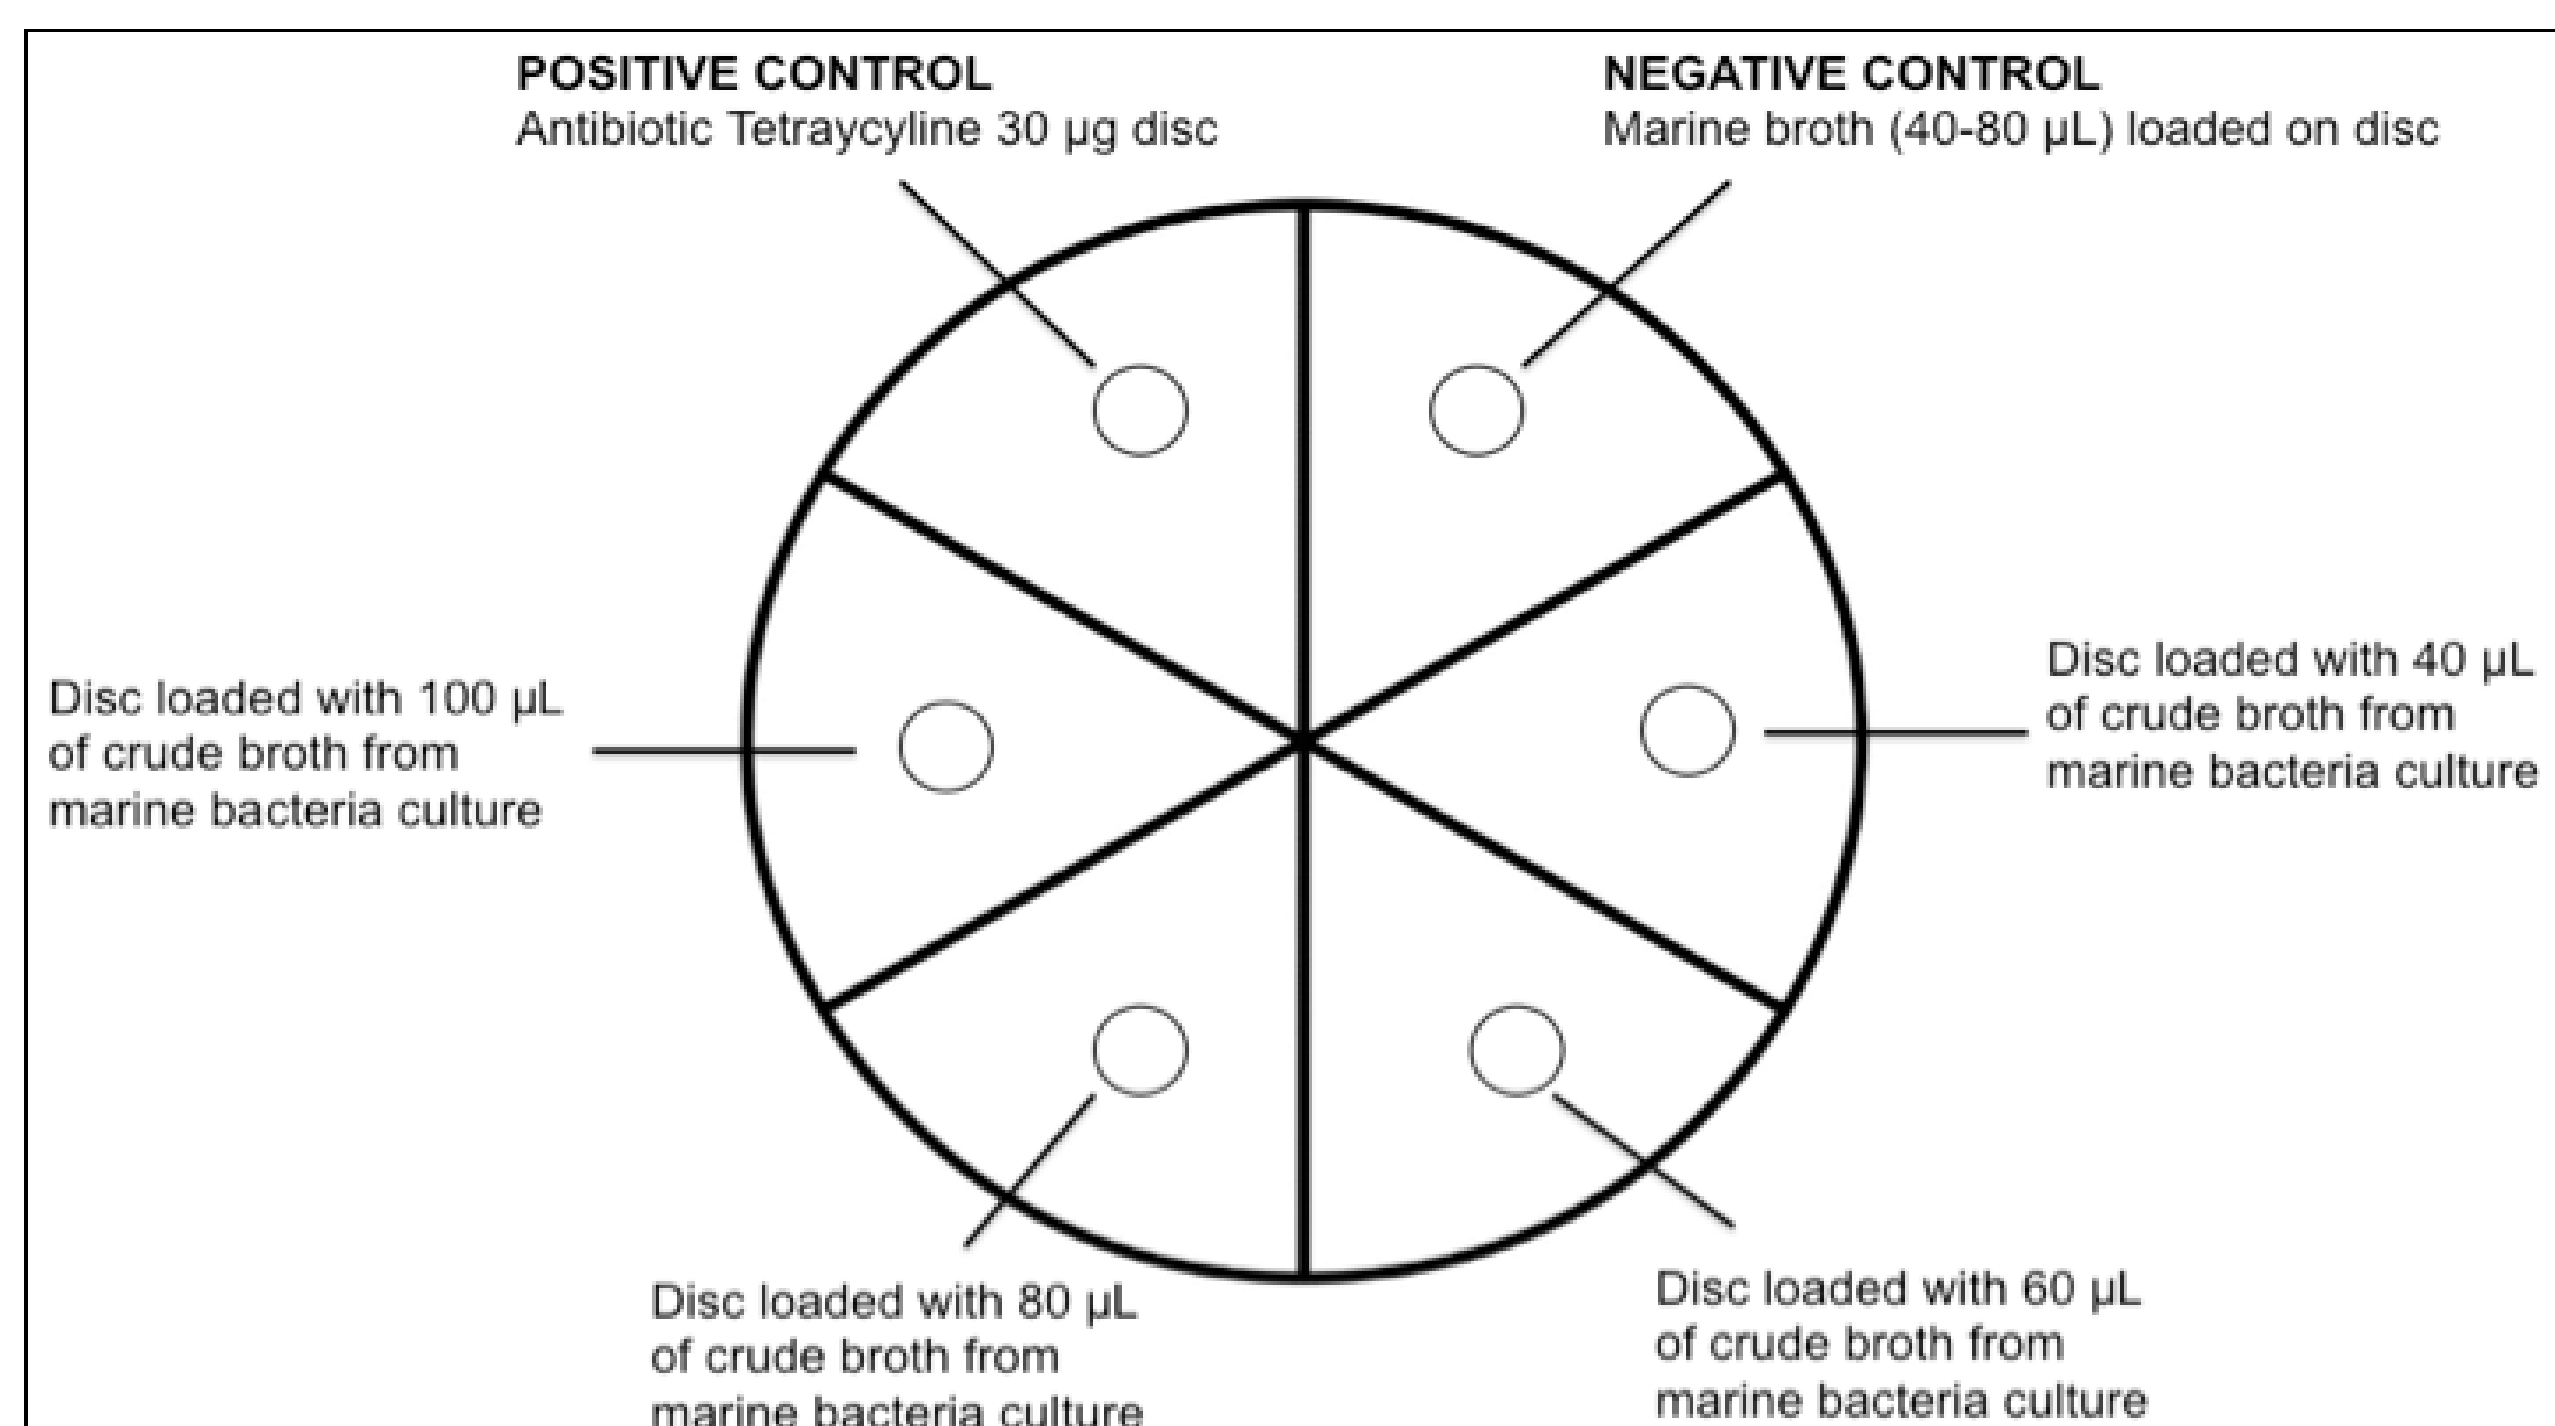 POSITIVE CONTROL
Antibiotic Tetraycyline 30 µg disc
NEGATIVE CONTROL
Marine broth (40-80 µL) loaded on disc
Disc loaded with 40 µL
of crude broth from
marine bacteria culture
Disc loaded with 100 µL
of crude broth from
marine bacteria culture
Disc loaded with 60 µL
of crude broth from
marine bacteria culture
Disc loaded with 80 µL
of crude broth from
marine bacteria culture